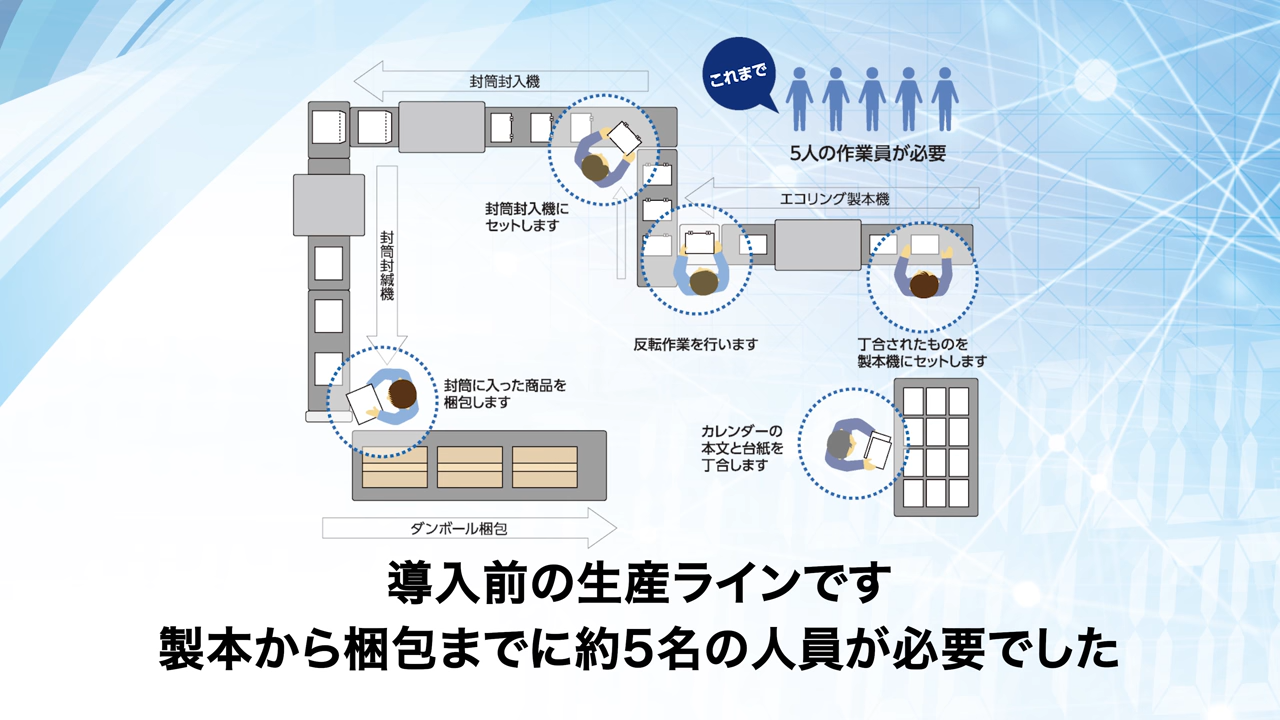 封筒封入機
これまで
5人の作業員が必要
エコリング製本機
封筒封入機に
セットします
封筒封緘機
反転作業を行います
丁合されたものを
製本機にセットします
封筒に入った商品を
梱包します
カレンダーの
本文と台紙を
丁合します
ダンボール梱包
導入前の生産ラインです
製本から梱包までに約5名の人員が必要でした